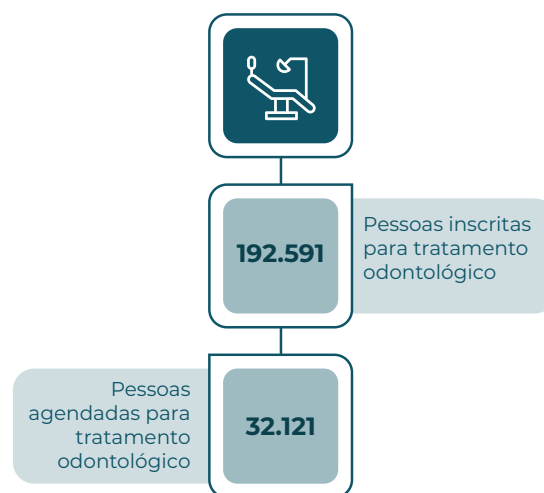 192.591
Pessoas inscritas
para tratamento
odontológico
Pessoas
agendadas para
tratamento
odontológico
32.121